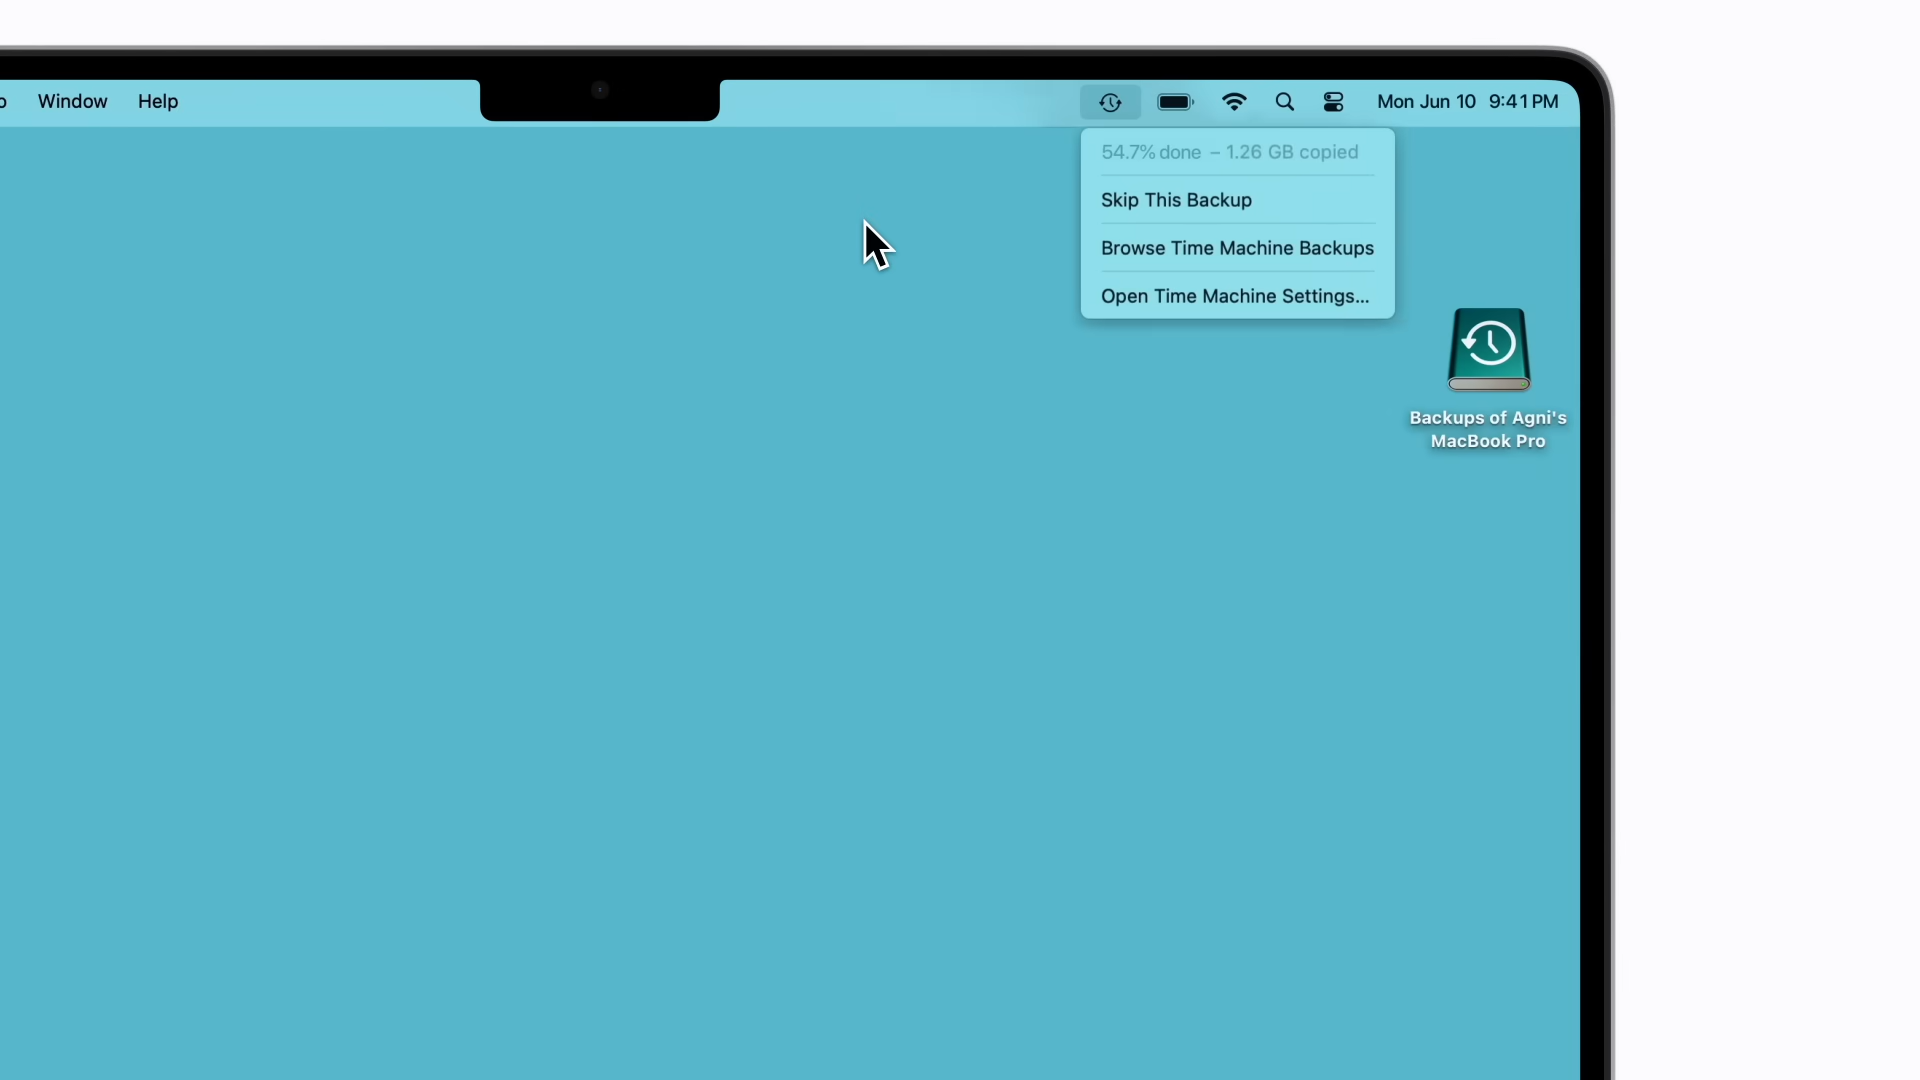 Window Help
Mon Jun 10 9:41 PM
54.7% done – 1.26 GB copied
Skip This Backup
Browse Time Machine Backups
Open Time Machine Settings...
Backups of Agni's
MacBook Pro